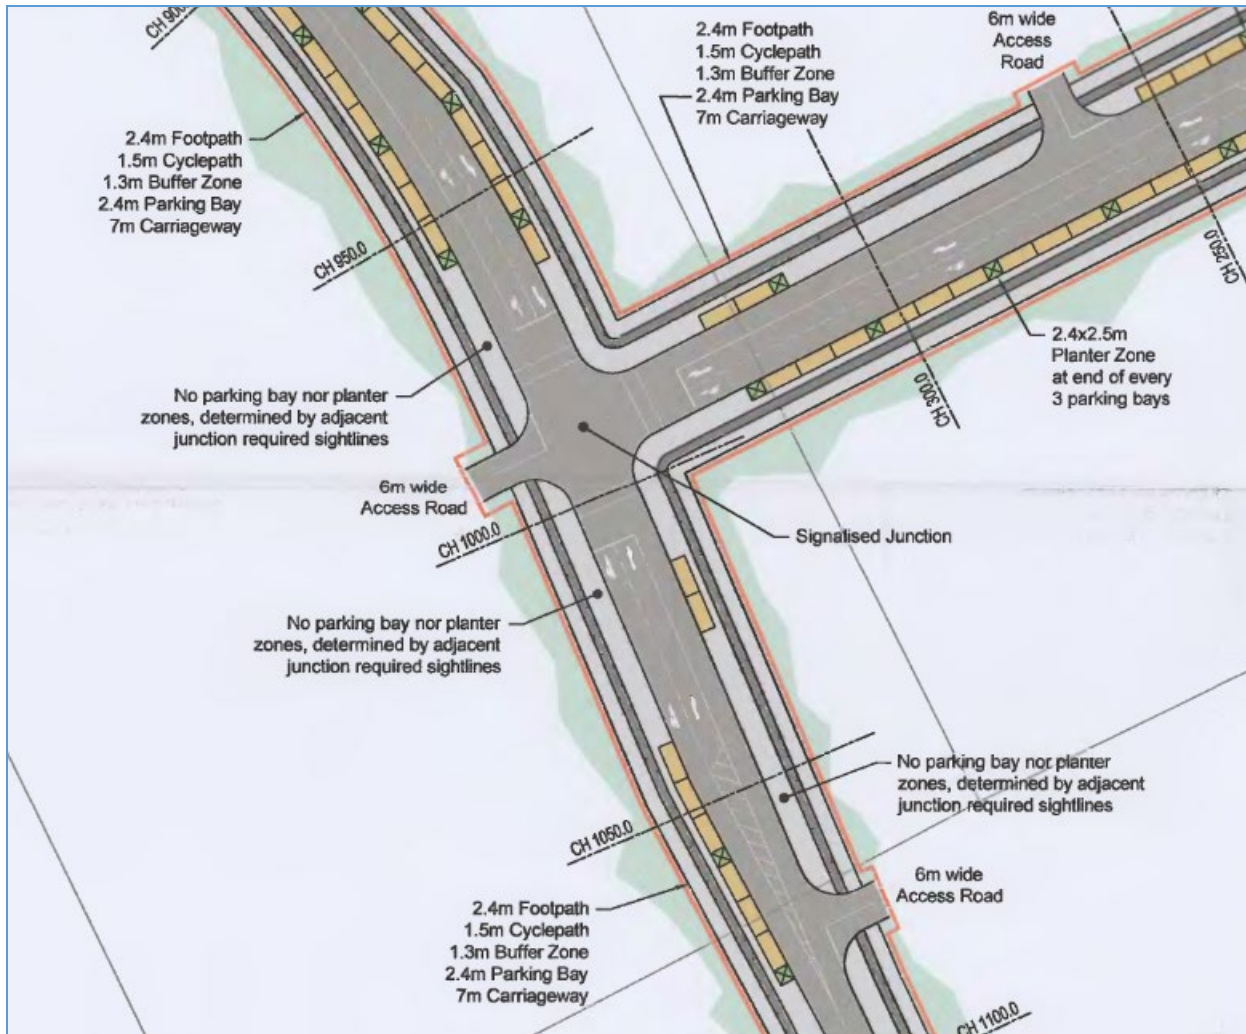 CH 900
2.4m Footpath
1.5m Cyclepath
1.3m Buffer Zone
2.4m Parking Bay
7m Carriageway
6m wide
Access
Road
2.4m Footpath
1.5m Cyclepath
1.3m Buffer Zone
2.4m Parking Bay
7m Carriageway
CH 950.0
CH 250.0
2.4x2.5m
Planter Zone
at end of every
3 parking bays
CH 300.0
No parking bay nor planter
zones, determined by adjacent
junction required sightlines
6m wide
Access Road
CH 1000.0
Signalised Junction
No parking bay nor planter
zones, determined by adjacent
junction required sightlines
No parking bay nor planter
zones, determined by adjacent
junction required sightlines
CH 1050.0
6m wide
Access Road
2.4m Footpath
1.5m Cyclepath
1.3m Buffer Zone
2.4m Parking Bay
7m Carriageway
CH 1100.0